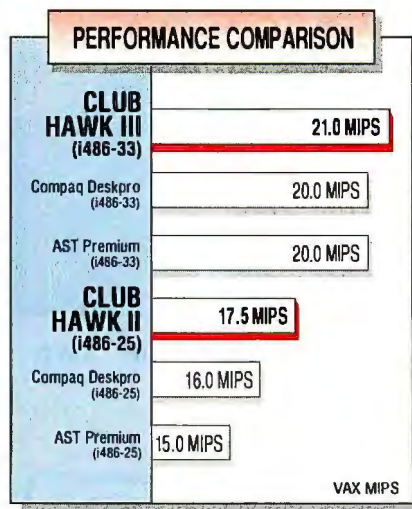 PERFORMANCE COMPARISON
CLUB
HAWK III
(i486-33)
21.0 MIPS
Compaq Deskpro
(i486-33)
20.0 MIPS
AST Premium
(i486-33)
20.0 MIPS
CLUB
HAWK II
(i486-25)
17.5 MIPS
Compaq Deskpro
(i486-25)
16.0 MIPS
AST Premium
(i486-25)
15.0 MIPS
VAX MIPS